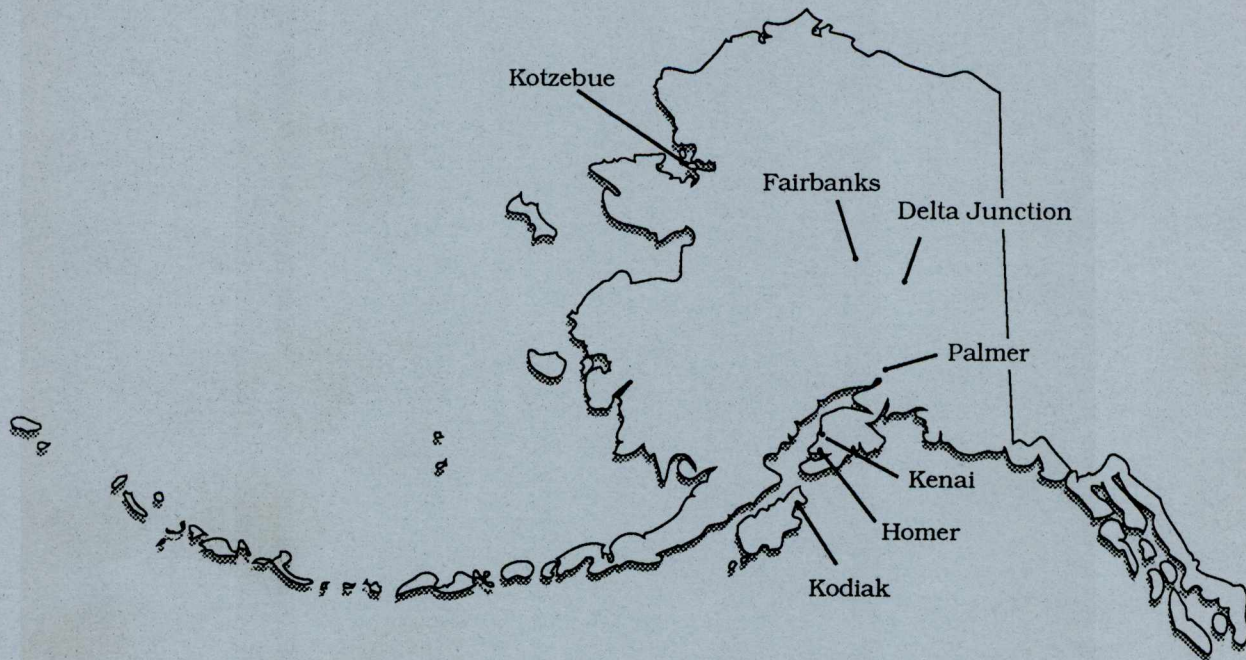 Kotzebue
Fairbanks
Delta Junction
Palmer
Kenai
Homer
Kodiak